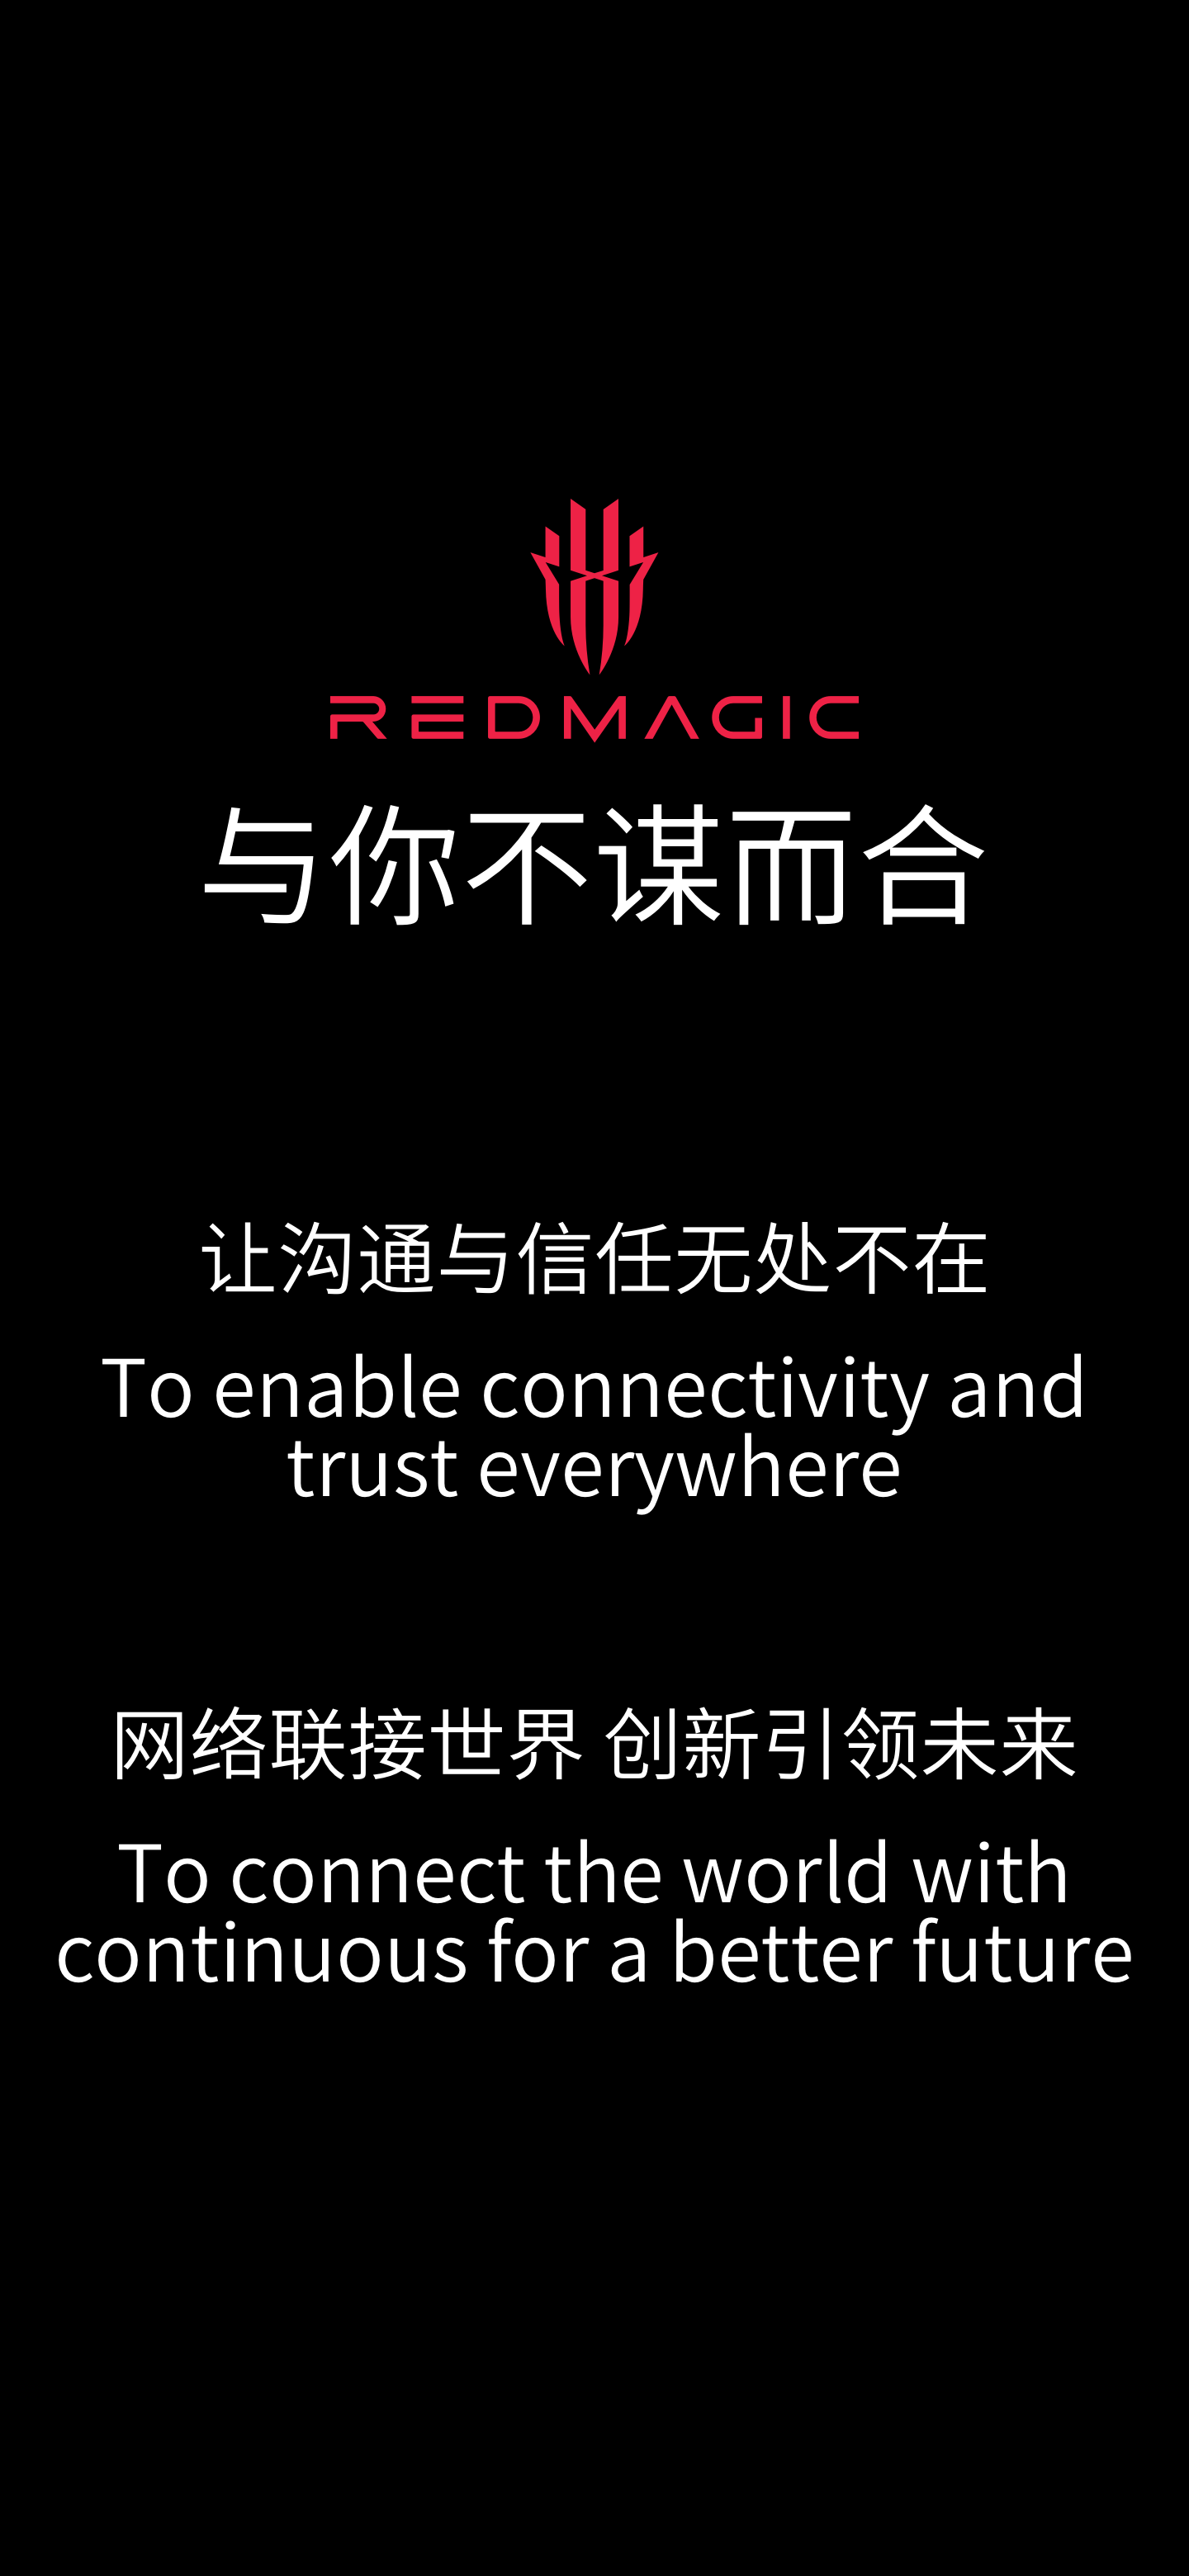 REDMAGIC
与你不谋而合
让沟通与信任无处不在
To enable connectivity and
trust everywhere
网络联接世界 创新引领未来
To connect the world with
continuous for a better future